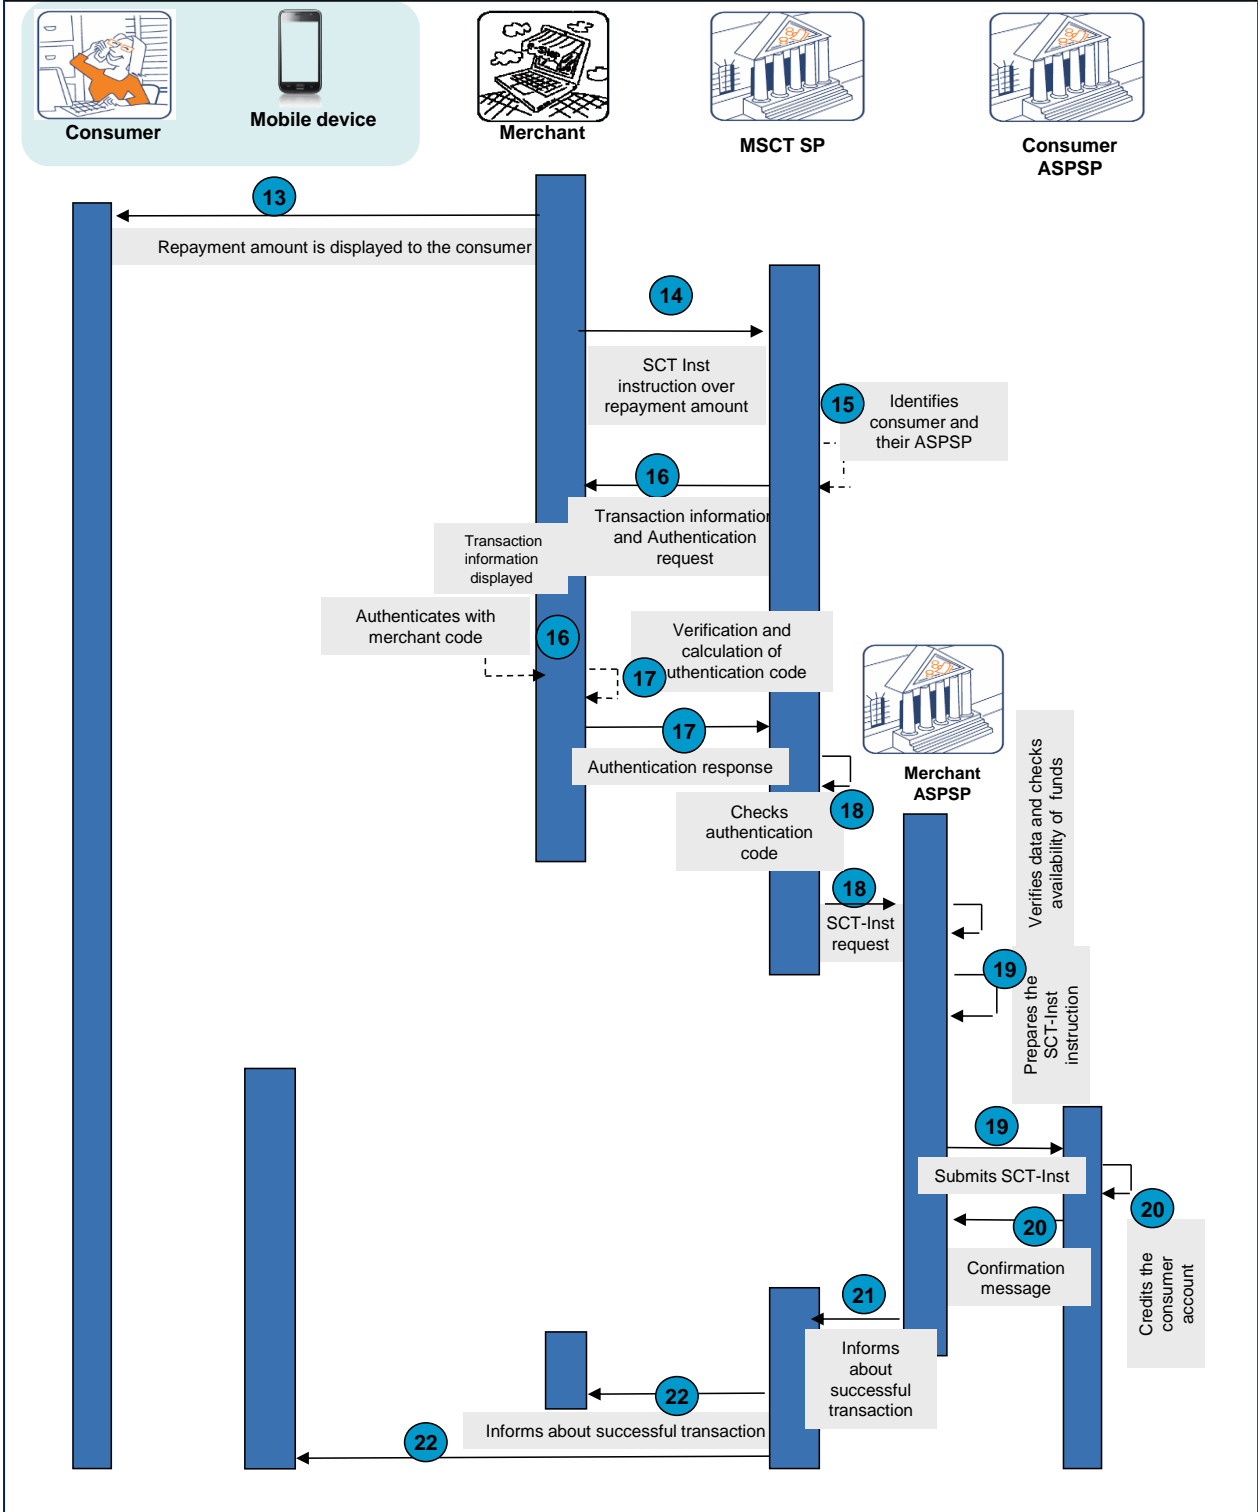 Consumer
Mobile device
Merchant
MSCT SP
Consumer
ASPSP
13
Repayment amount is displayed to the consumer
14
SCT Inst
instruction over
repayment amount
15
Identifies
consumer and
their ASPSP
16
Transaction information
and Authentication
request
Transaction
information
displayed
Authenticates with
merchant code
16
Verification and
calculation of
uthentication code
17
17
Authentication response
Merchant
ASPSP
18
Checks
authentication
code
Verifies data and checks
availability of funds
18
SCT-Inst
request
19
Prepares the
SCT-Inst
instruction
19
Submits SCT-Inst
20
20
Confirmation
message
Credits the
consumer
account
21
Informs
about
successful
transaction
22
Informs about successful transaction
22